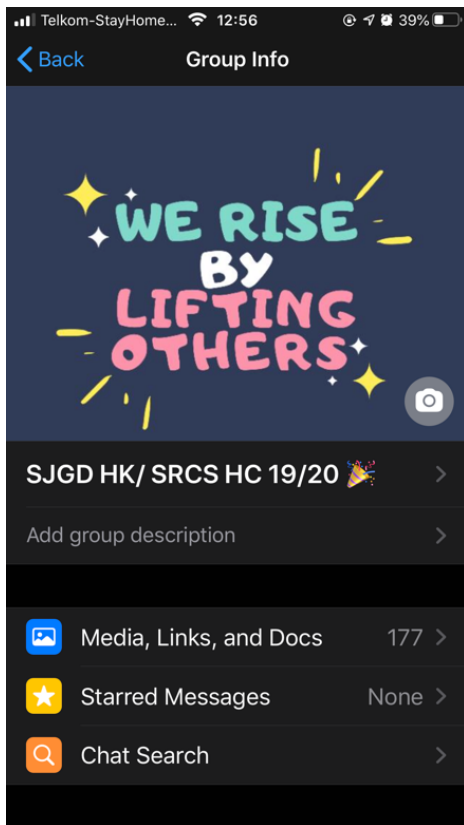 Telkom-StayHome... 12:56 39%
Back Group Info
WE RISE
BY
LIFTING
OTHERS
SJGD HK/ SRCS HC 19/20 🎉
Add group description
Media, Links, and Docs 177
Starred Messages None
Chat Search